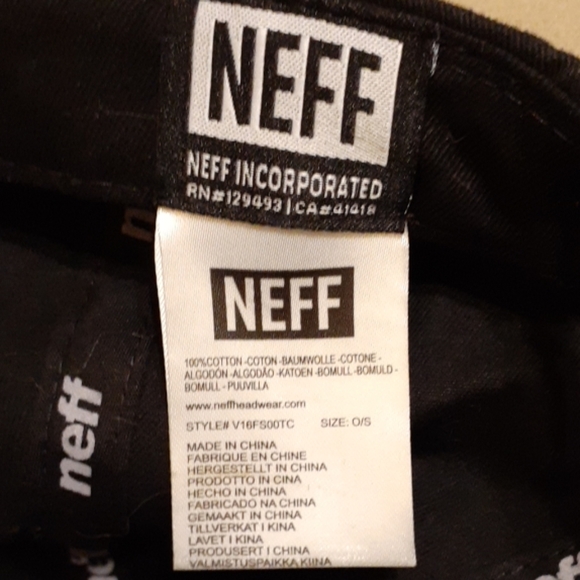 NEFF
NEFF INCORPORATED
RN#129493 | CA#41418
NEFF
100%COTTON -COTON -BAUMWOLLE -COTONE -
ALGODÓN -ALGODÃO -KATOEN -BOMULL -BOMULD-
BOMULL - PUUVILLA
www.neffheadwear.com
STYLE# V16FS00TC SIZE: O/S
MADE IN CHINA
FABRIQUE EN CHINE
HERGESTELLT IN CHINA
PRODOTTO IN CINA
HECHO IN CHINA
FABRICADO NA CHINA
GEMAAKT IN CHINA
TILLVERKAT I KINA
LAVET I KINA
PRODUSERT I CHINA
VALMISTUSPAIKKA KIINA
neff